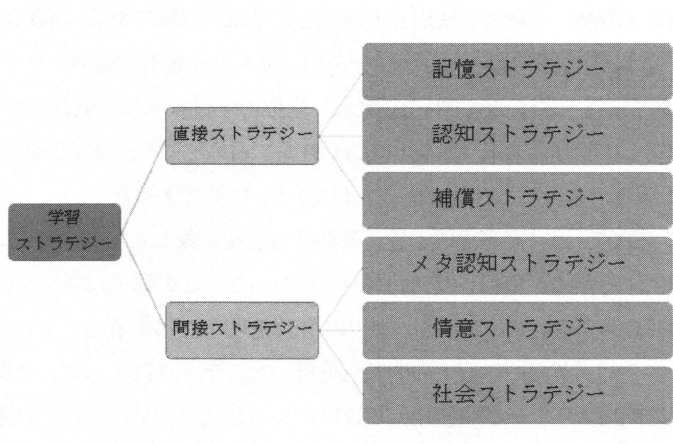 学習
ストラテジー
直接ストラテジー
記憶ストラテジー
認知ストラテジー
補償ストラテジー
間接ストラテジー
メタ認知ストラテジー
情意ストラテジー
社会ストラテジー